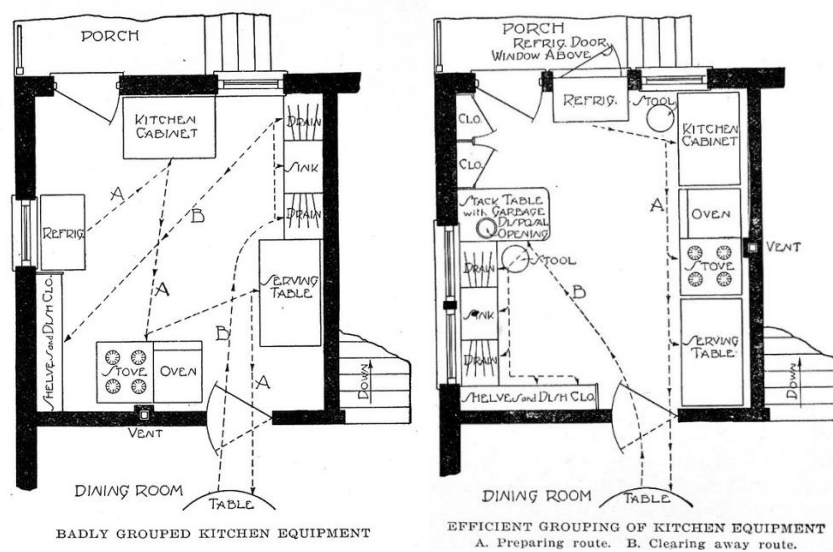 PORCH
KITCHEN
CABINET
DRAIN
SINK
DRAIN
A
B
REFRIG.
A
SERVING
TABLE
SHELVES AND DISH CLO.
B
A
STOVE
OVEN
DOWN
VENT
DINING ROOM
TABLE
BADLY GROUPED KITCHEN EQUIPMENT
PORCH
REFRIG. DOOR
WINDOW ABOVE
REFRIG.
STOOL
CLO.
CLO.
KITCHEN
CABINET
STACK TABLE
WITH GARBAGE
DISPOSAL
OPENING
A
OVEN
VENT
STOVE
DRAIN
STOOL
B
SINK
DRAIN
SERVING
TABLE
SHELVES AND DISH CLO.
DOWN
DINING ROOM
TABLE
EFFICIENT GROUPING OF KITCHEN EQUIPMENT
A. Preparing route. B. Clearing away route.